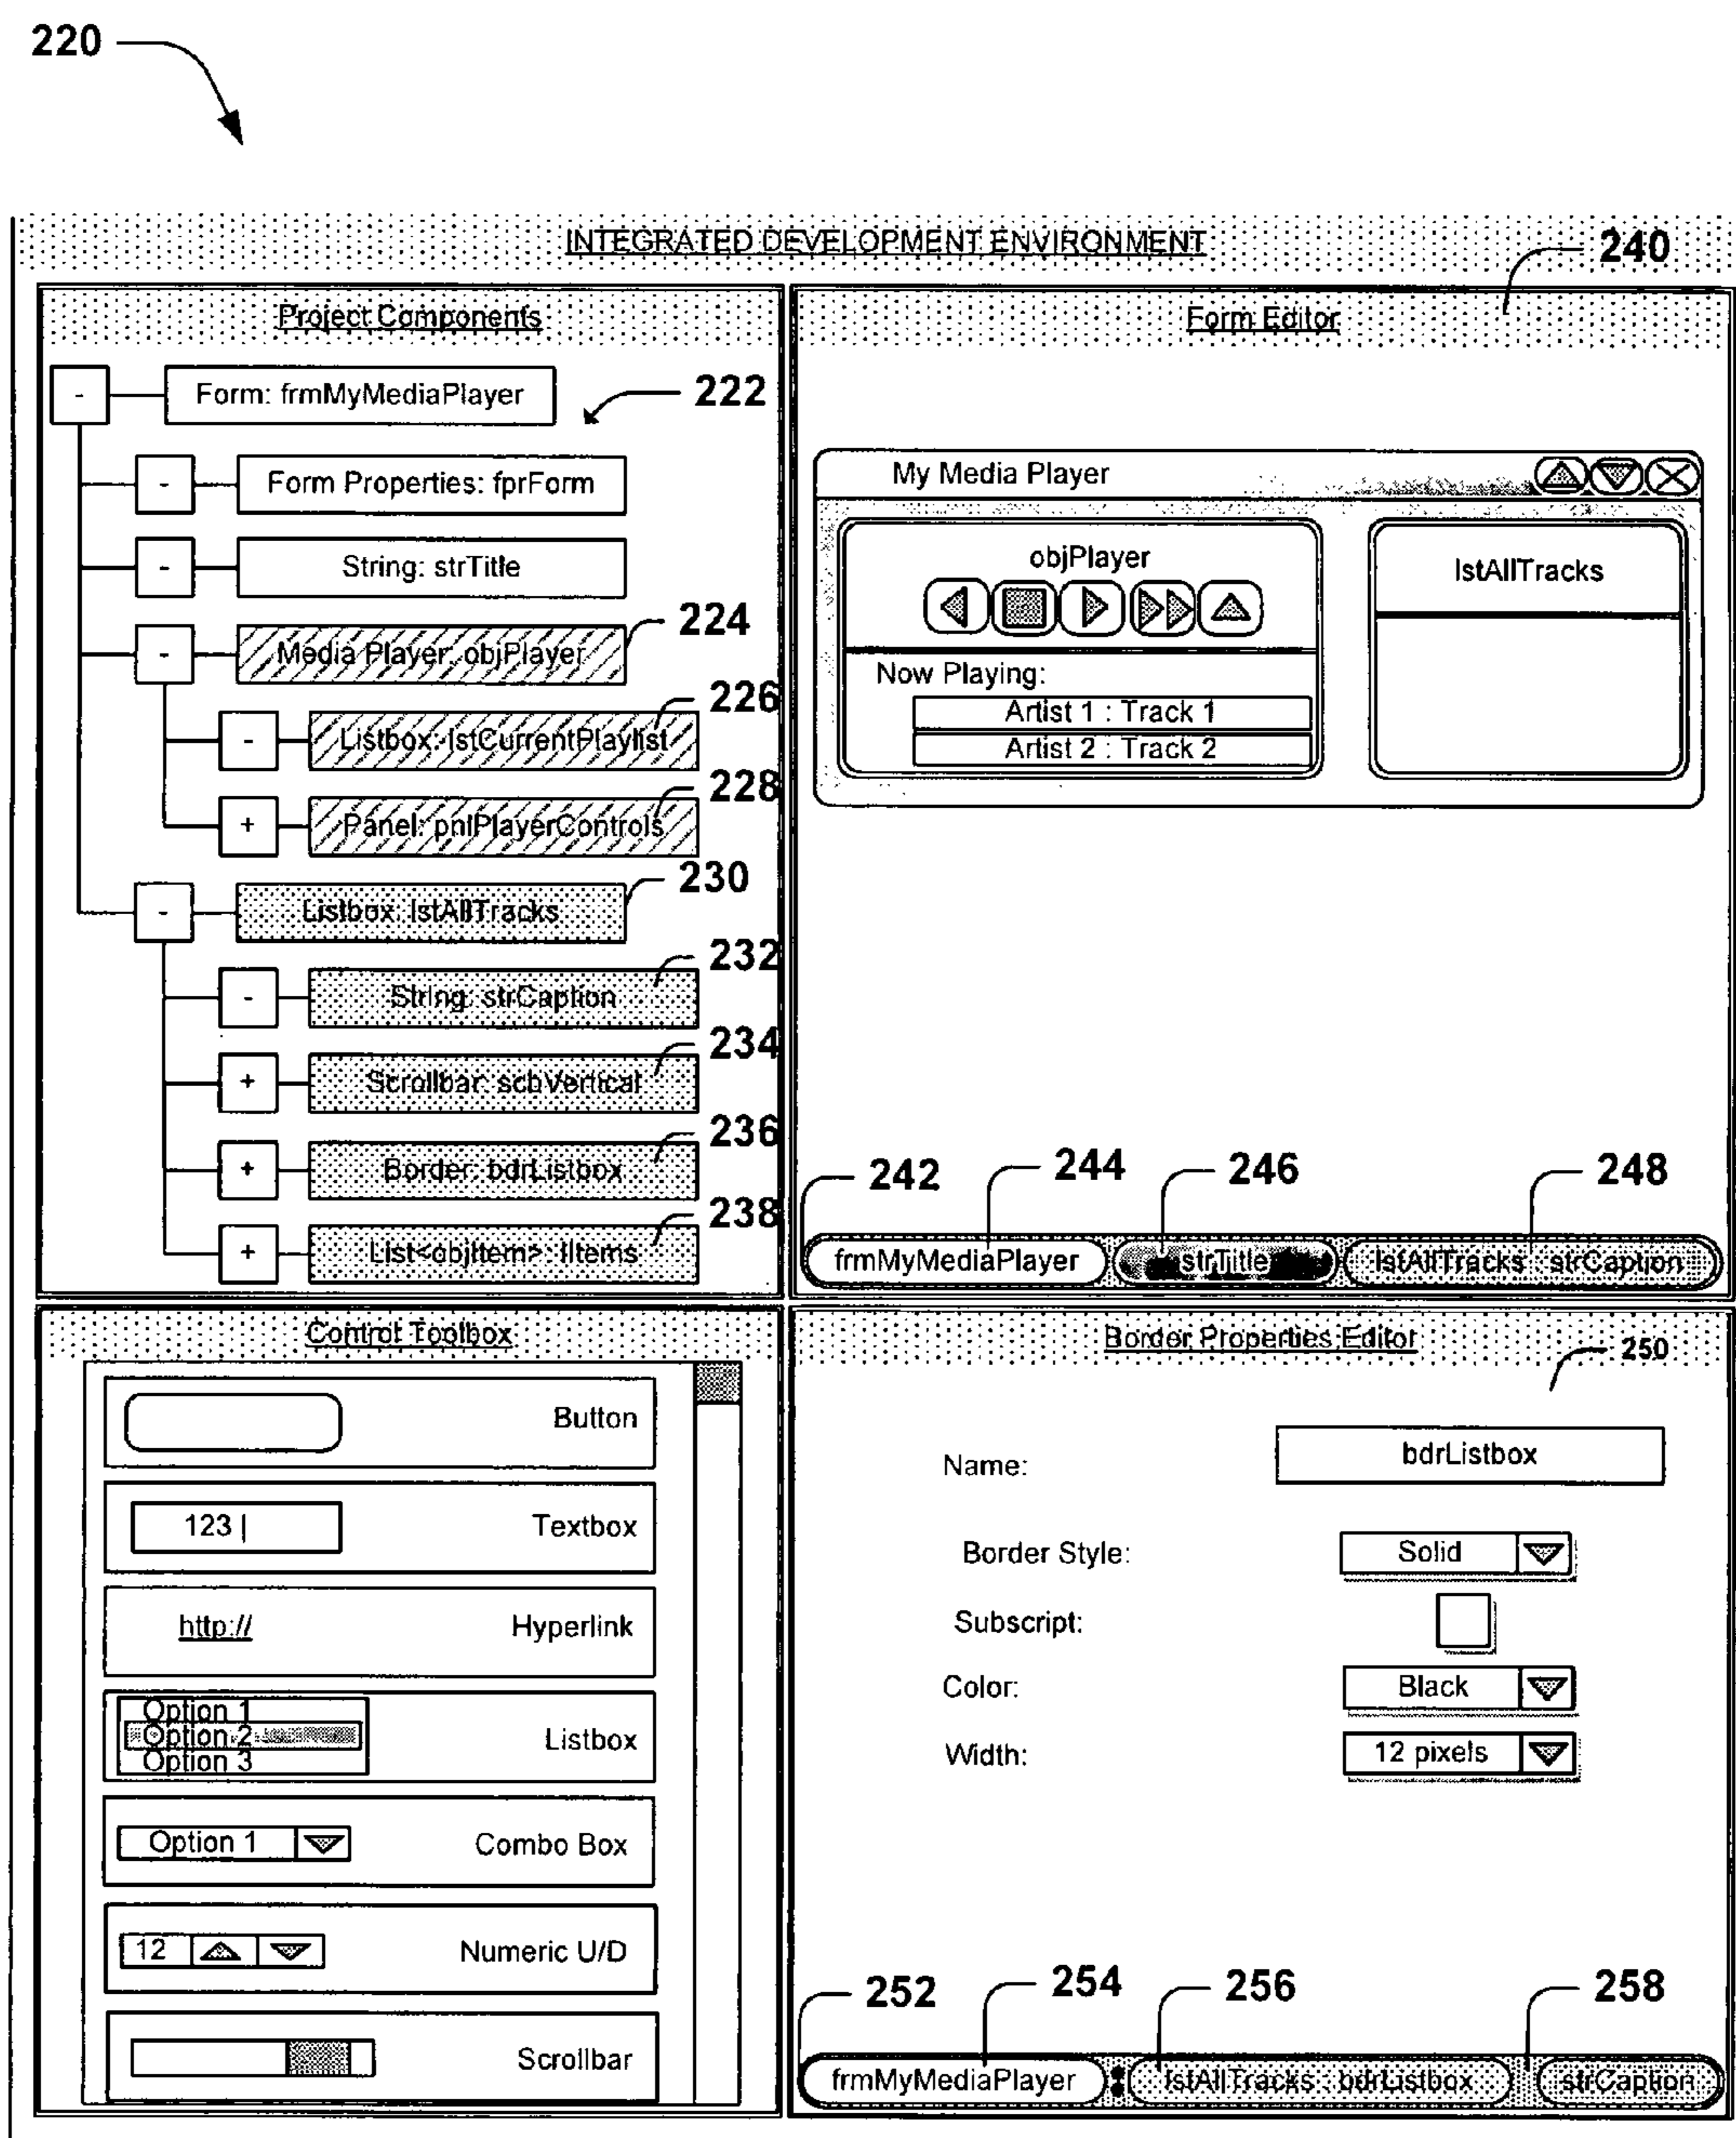 220
INTEGRATED DEVELOPMENT ENVIRONMENT
Project Components
-
Form: frmMyMediaPlayer
222
-
Form Properties: fprForm
-
String: strTitle
224
-
Media Player: objPlayer
226
-
Listbox: lstCurrentPlaylist
228
+
Panel: pnlPlayerControls
230
-
Listbox: lstAllTracks
232
-
String: strCaption
234
+
Scrollbar: scbVertical
236
+
Border: bdrListbox
238
+
List<objItem>: lItems
240
Form Editor
My Media Player
objPlayer
lstAllTracks
Now Playing:
Artist 1 : Track 1
Artist 2 : Track 2
242
244
246
248
frmMyMediaPlayer
strTitle
lstAllTracks : strCaption
Control Toolbox
Button
123 |
Textbox
http://
Hyperlink
Option 1
Option 2
Option 3
Listbox
Option 1
Combo Box
12
Numeric U/D
Scrollbar
Border Properties Editor
250
Name:
bdrListbox
Border Style:
Solid
Subscript:
Color:
Black
Width:
12 pixels
252
254
256
258
frmMyMediaPlayer
:
lstAllTracks : bdrListbox
strCaption